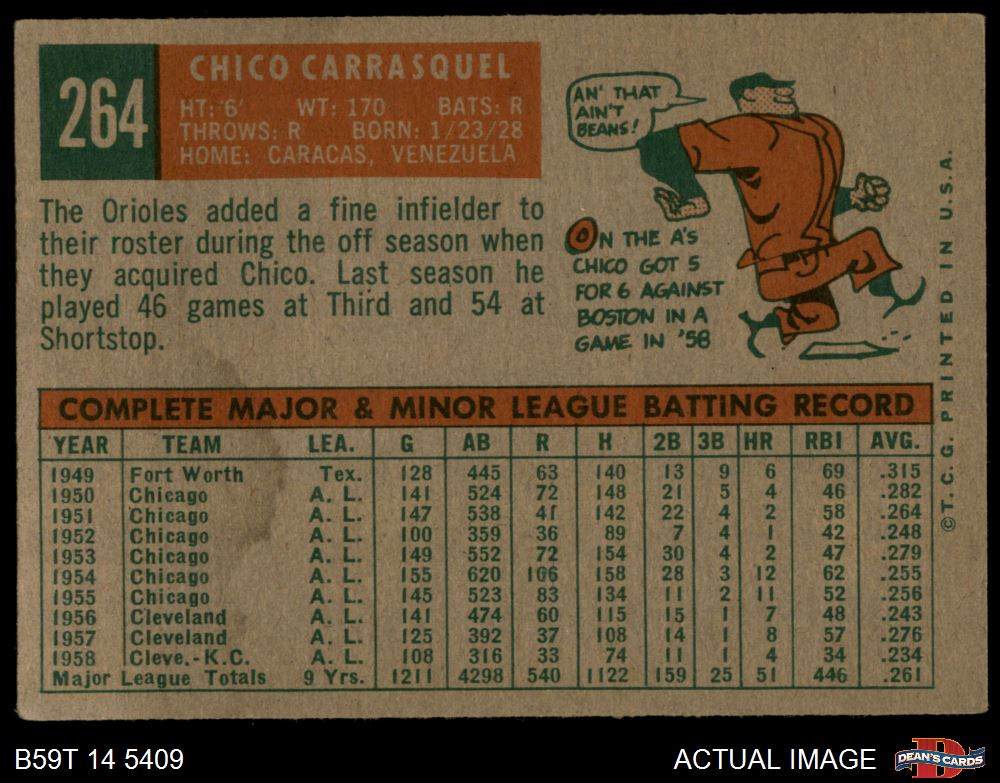 264
CHICO CARRASQUEL
HT: '6' WT: 170 BATS: R
THROWS: R BORN: 1/23/28
HOME: CARACAS, VENEZUELA
The Orioles added a fine infielder to
their roster during the off season when
they acquired Chico. Last season he
played 46 games at Third and 54 at
Shortstop.
AN' THAT
AIN'T
BEANS!
ON THE A'S
CHICO GOT 5
FOR 6 AGAINST
BOSTON IN A
GAME IN '58
©T.C.G. PRINTED IN U.S.A.
COMPLETE MAJOR & MINOR LEAGUE BATTING RECORD
YEAR TEAM LEA. G AB R H 2B 3B HR RBI AVG.
1949 Fort Worth Tex. 128 445 63 140 13 9 6 69 .315
1950 Chicago A. L. 141 524 72 148 21 5 4 46 .282
1951 Chicago A. L. 147 538 41 142 22 4 2 58 .264
1952 Chicago A. L. 100 359 36 89 7 4 1 42 .248
1953 Chicago A. L. 149 552 72 154 30 4 2 47 .279
1954 Chicago A. L. 155 620 106 158 28 3 12 62 .255
1955 Chicago A. L. 145 523 83 134 11 2 11 52 .256
1956 Cleveland A. L. 141 474 60 115 15 1 7 48 .243
1957 Cleveland A. L. 125 392 37 108 14 1 8 57 .276
1958 Cleve.-K.C. A. L. 108 316 33 74 11 1 4 34 .234
Major League Totals 9 Yrs. 1211 4298 540 1122 159 25 51 446 .261
B59T 14 5409
ACTUAL IMAGE
D
DEAN'S CARDS